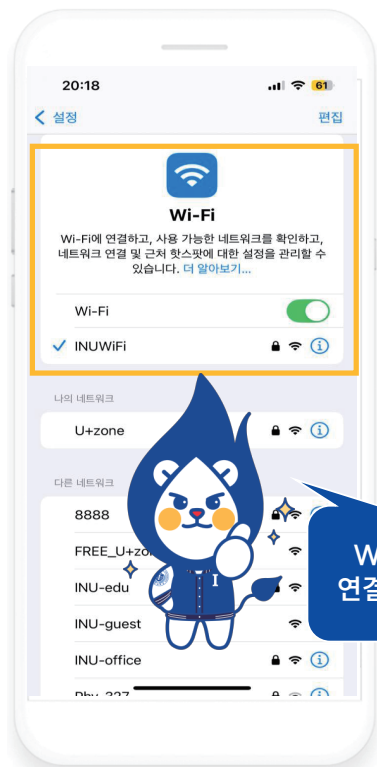 20:18
61
설정
편집
Wi-Fi
Wi-Fi에 연결하고, 사용 가능한 네트워크를 확인하고,
네트워크 연결 및 근처 핫스팟에 대한 설정을 관리할 수
있습니다. 더 알아보기...
Wi-Fi
INUWiFi
나의 네트워크
U+zone
다른 네트워크
8888
FREE_U+zo
INU-edu
I
INU-guest
INU-office
W
연결